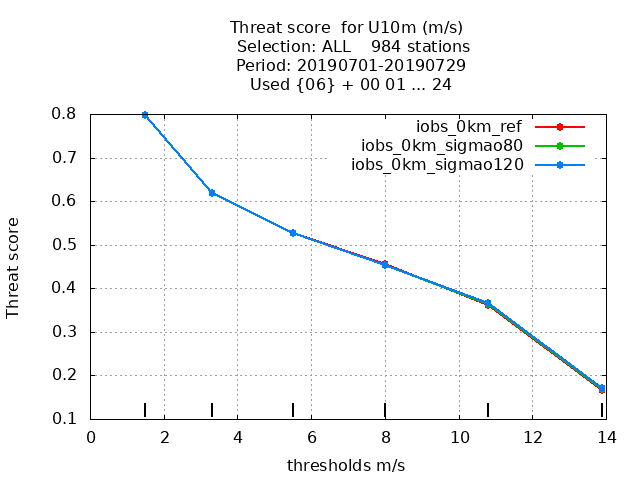 Threat score  for U10m (m/s)
Selection: ALL    984 stations
Period: 20190701-20190729
Used {06} + 00 01 ... 24
0.8
0.7
0.6
0.5
0.4
0.3
0.2
0.1
Threat score
iobs_0km_ref
iobs_0km_sigmao80
iobs_0km_sigmao120
0 2 4 6 8 10 12 14
thresholds m/s